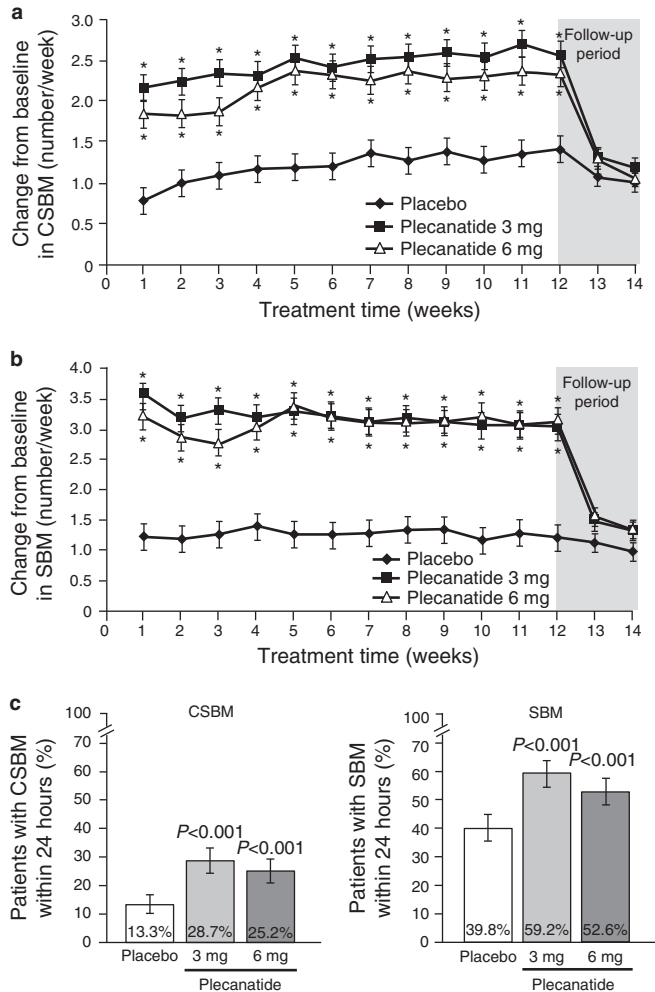 a
Change from baseline
in CSBM (number/week)
3.0
2.5
2.0
1.5
1.0
0.5
0
* * * * * * * * * * * *
* * * * * * * * * * * *
Follow-up
period
Placebo
Plecanatide 3 mg
Plecanatide 6 mg
0 1 2 3 4 5 6 7 8 9 10 11 12 13 14
Treatment time (weeks)
b
Change from baseline
in SBM (number/week)
4.0
3.5
3.0
2.5
2.0
1.5
1.0
0.5
0
* * * * * * * * * * * *
* * * * * * * * * * * *
Follow-up
period
Placebo
Plecanatide 3 mg
Plecanatide 6 mg
0 1 2 3 4 5 6 7 8 9 10 11 12 13 14
Treatment time (weeks)
c
Patients with CSBM
within 24 hours (%)
CSBM
100
70
60
50
40
30
20
10
0
P<0.001
P<0.001
13.3% 28.7% 25.2%
Placebo 3 mg 6 mg
Plecanatide
Patients with SBM
within 24 hours (%)
SBM
100
70
60
50
40
30
20
10
0
P<0.001
P<0.001
39.8% 59.2% 52.6%
Placebo 3 mg 6 mg
Plecanatide